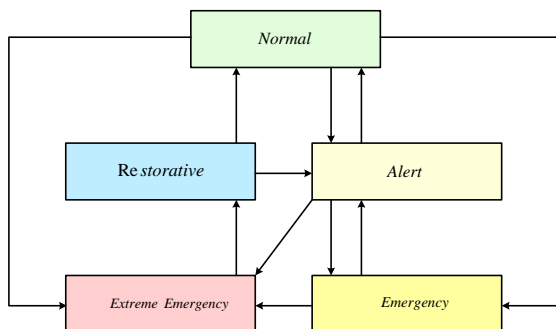 Normal
Restorative
Alert
Extreme Emergency
Emergency